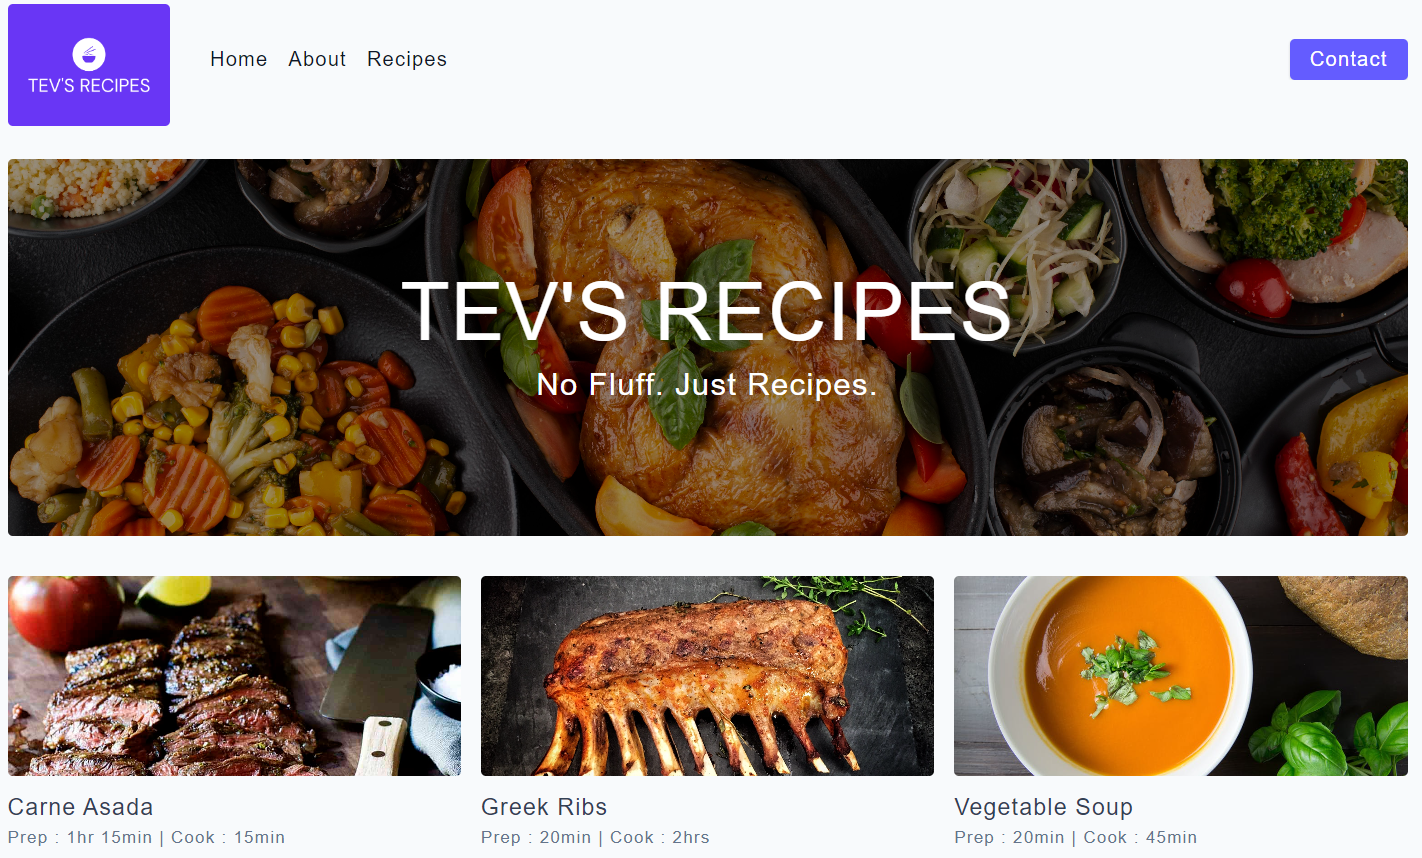 TEV'S RECIPES
Home About Recipes
Contact
TEV'S RECIPES
No Fluff. Just Recipes.
Carne Asada
Prep : 1hr 15min | Cook : 15min
Greek Ribs
Prep : 20min | Cook : 2hrs
Vegetable Soup
Prep : 20min | Cook : 45min